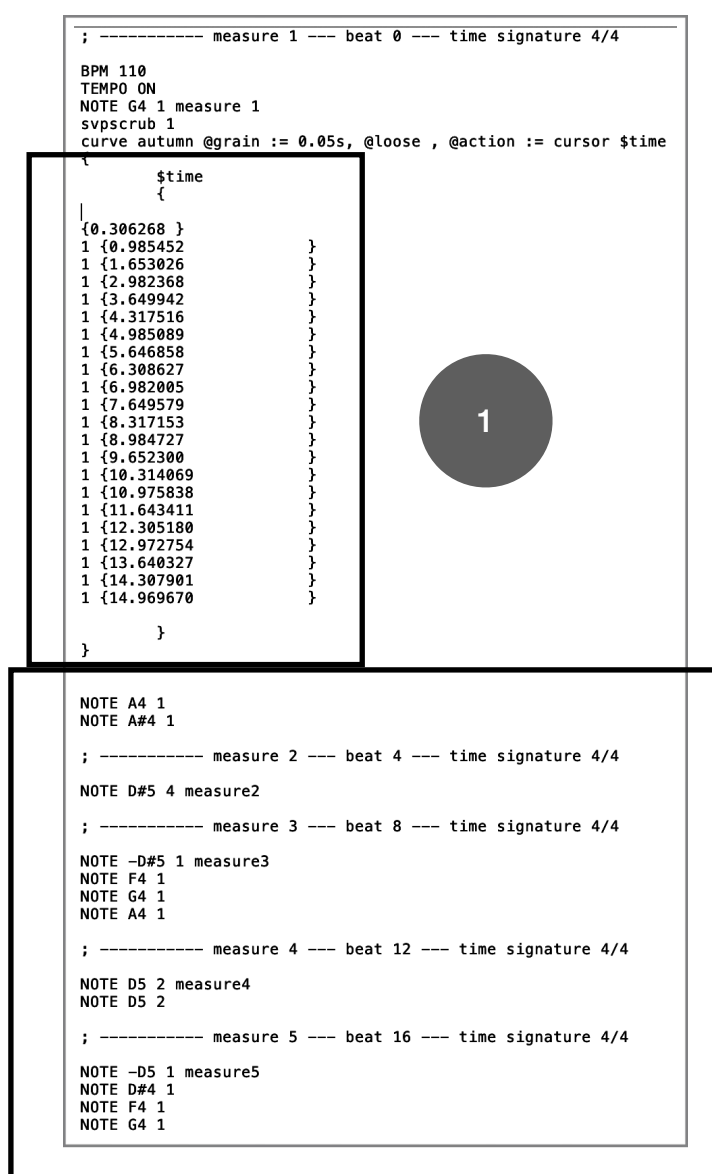 ; ----------- measure 1 --- beat 0 --- time signature 4/4
BPM 110
TEMPO ON
NOTE G4 1 measure 1
svpscrub 1
curve autumn @grain := 0.05s, @loose , @action := cursor $time
{
$time
{
{0.306268 }
1 {0.985452 }
1 {1.653026 }
1 {2.982368 }
1 {3.649942 }
1 {4.317516 }
1 {4.985089 }
1 {5.646858 }
1 {6.308627 }
1 {6.982005 }
1 {7.649579 }
1 {8.317153 }
1 {8.984727 }
1 {9.652300 }
1 {10.314069 }
1 {10.975838 }
1 {11.643411 }
1 {12.305180 }
1 {12.972754 }
1 {13.640327 }
1 {14.307901 }
1 {14.969670 }
}
}
1
NOTE A4 1
NOTE A#4 1
; ----------- measure 2 --- beat 4 --- time signature 4/4
NOTE D#5 4 measure2
; ----------- measure 3 --- beat 8 --- time signature 4/4
NOTE -D#5 1 measure3
NOTE F4 1
NOTE G4 1
NOTE A4 1
; ----------- measure 4 --- beat 12 --- time signature 4/4
NOTE D5 2 measure4
NOTE D5 2
; ----------- measure 5 --- beat 16 --- time signature 4/4
NOTE -D5 1 measure5
NOTE D#4 1
NOTE F4 1
NOTE G4 1